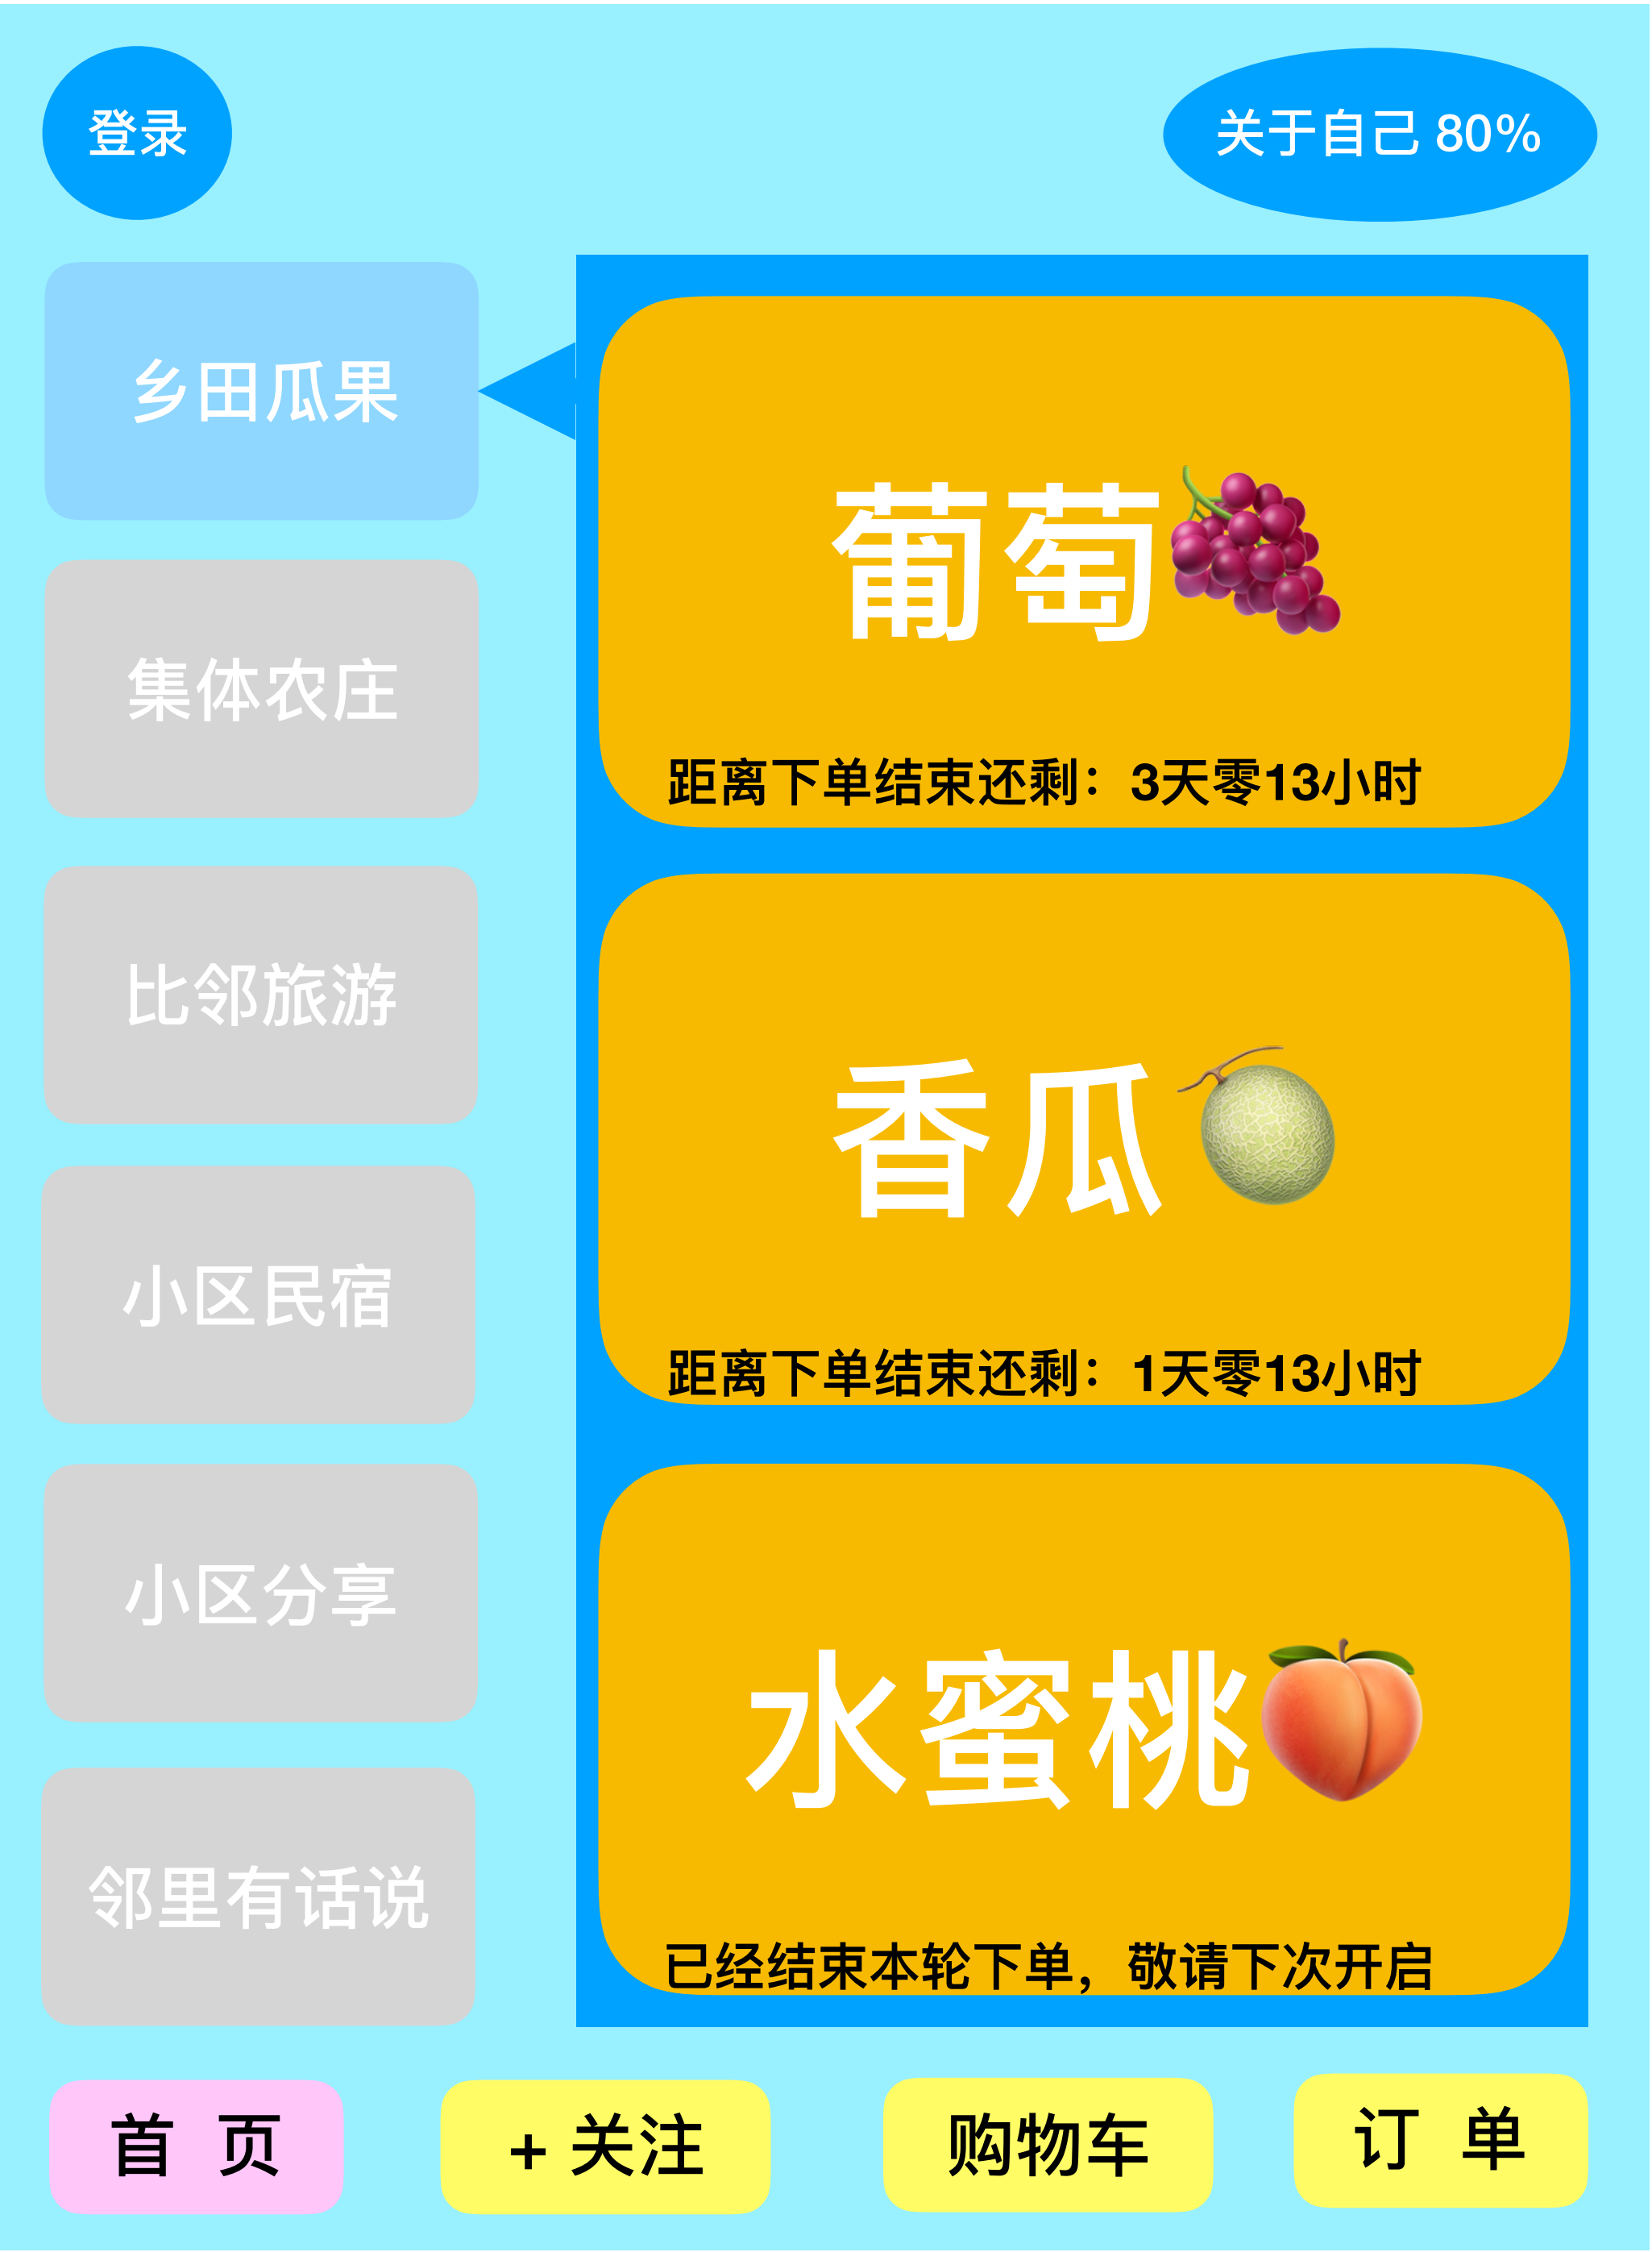 登录
关于自己 80%
乡田瓜果
集体农庄
比邻旅游
小区民宿
小区分享
邻里有话说
葡萄🍇
距离下单结束还剩：3天零13小时
香瓜🍈
距离下单结束还剩：1天零13小时
水蜜桃🍑
已经结束本轮下单，敬请下次开启
首 页
+ 关注
购物车
订 单